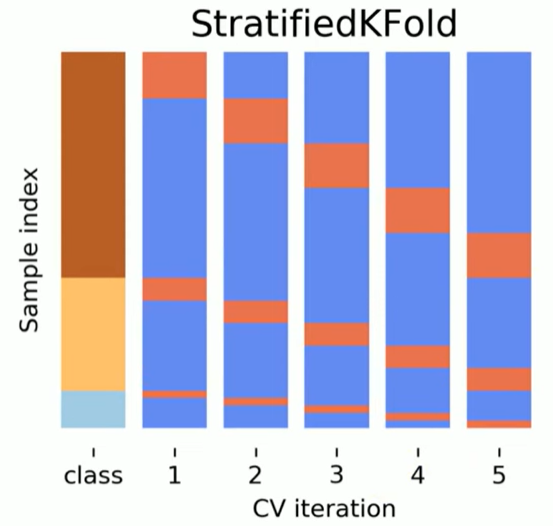 StratifiedKFold
Sample index
class 1 2 3 4 5
CV iteration